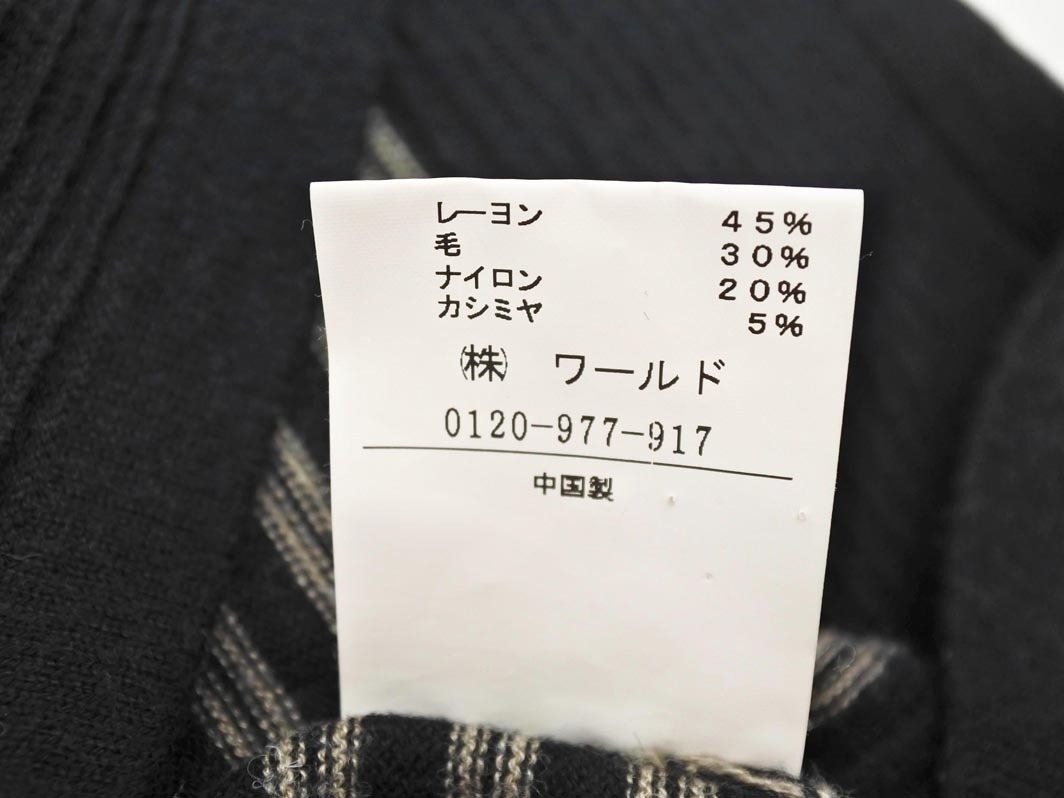 レーヨン 45%
毛 30%
ナイロン 20%
カシミヤ 5%
㈱ ワールド
0120-977-917
中国製